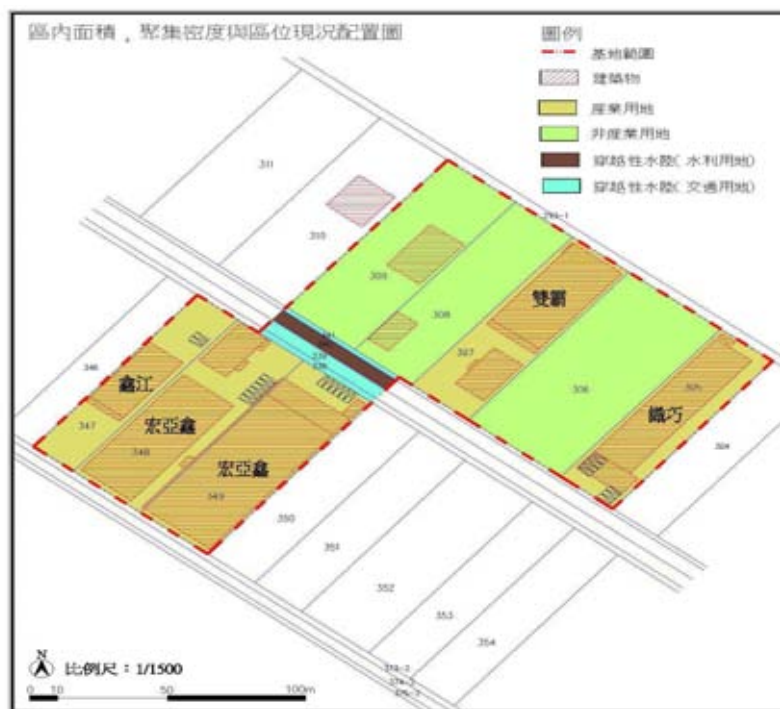 區內面積，聚集密度與區位現況配置圖
圖例
基地範圍
建築物
產業用地
非產業用地
穿越性水陸(水利用地)
穿越性水陸(交通用地)
311
310
309
308
雙霸
307
306
305
鐵巧
304
346
鑫江
347
宏亞鑫
348
宏亞鑫
349
350
351
352
353
354
N
比例尺：1/1500
0 10 50 100m